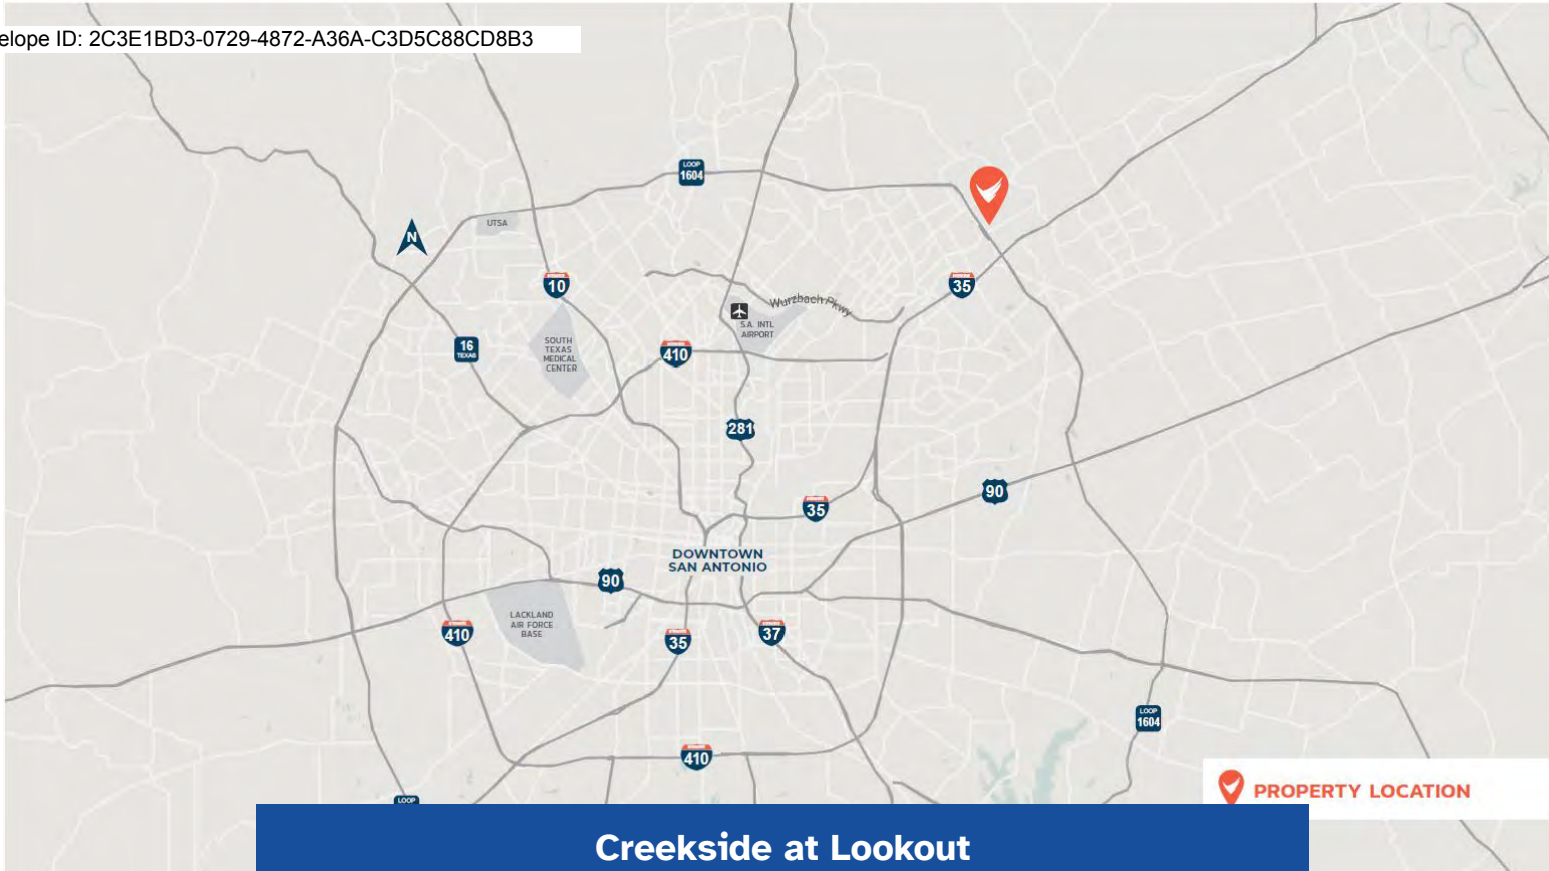 elope ID: 2C3E1BD3-0729-4872-A36A-C3D5C88CD8B3
LOOP
1604
UTSA
N
10
35
Wurzbach Pkwy
S.A. INTL
AIRPORT
16
TEXAS
SOUTH
TEXAS
MEDICAL
CENTER
410
281
90
35
DOWNTOWN
SAN ANTONIO
90
LACKLAND
AIR FORCE
BASE
410
35
37
LOOP
1604
410
PROPERTY LOCATION
LOOP
Creekside at Lookout